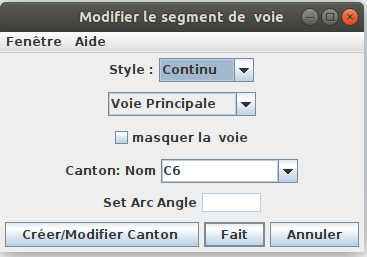 Modifier le segment de  voie
Fenêtre Aide
Style : Continu
Voie Principale
masquer la  voie
Canton: Nom C6
Set Arc Angle
Créer/Modifier Canton Fait Annuler